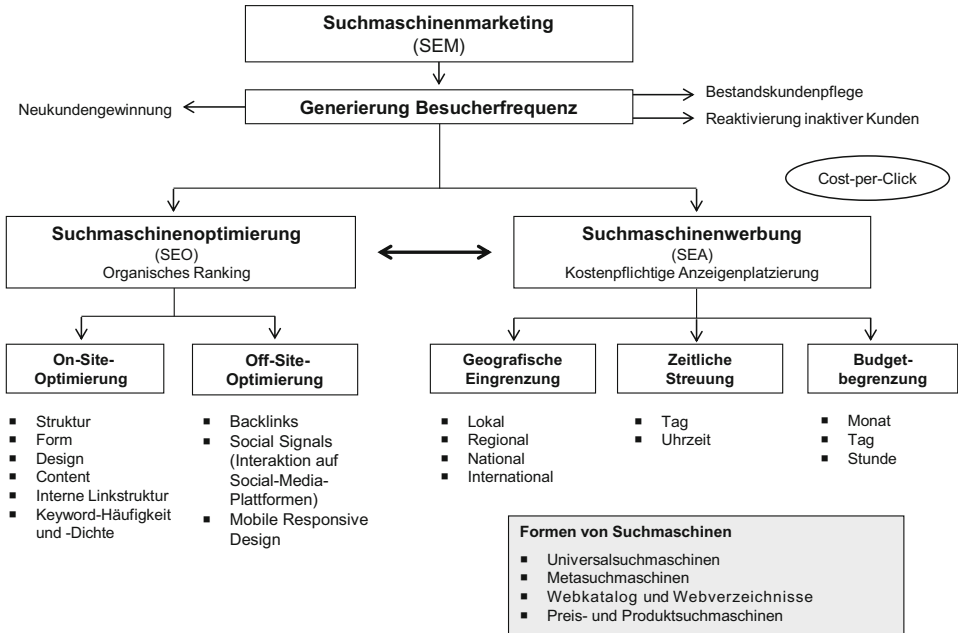 Suchmaschinenmarketing
(SEM)
Neukundengewinnung
Generierung Besucherfrequenz
Bestandskundenpflege
Reaktivierung inaktiver Kunden
Cost-per-Click
Suchmaschinenoptimierung
(SEO)
Organisches Ranking
Suchmaschinenwerbung
(SEA)
Kostenpflichtige Anzeigenplatzierung
On-Site-
Optimierung
Off-Site-
Optimierung
Geografische
Eingrenzung
Zeitliche
Streuung
Budget-
begrenzung
▪ Struktur
▪ Form
▪ Design
▪ Content
▪ Interne Linkstruktur
▪ Keyword-Häufigkeit
und -Dichte
▪ Backlinks
▪ Social Signals
(Interaktion auf
Social-Media-
Plattformen)
▪ Mobile Responsive
Design
▪ Lokal
▪ Regional
▪ National
▪ International
▪ Tag
▪ Uhrzeit
▪ Monat
▪ Tag
▪ Stunde
Formen von Suchmaschinen
▪ Universalsuchmaschinen
▪ Metasuchmaschinen
▪ Webkatalog und Webverzeichnisse
▪ Preis- und Produktsuchmaschinen